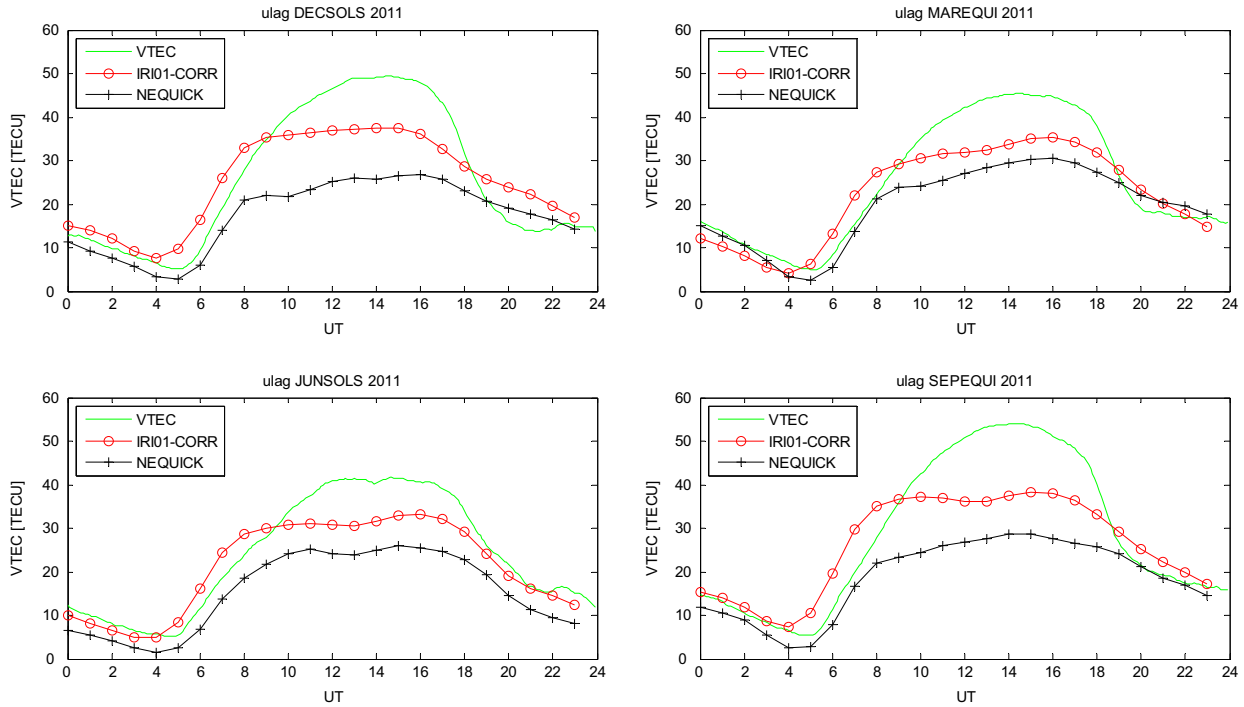 ulag DECSOLS 2011
60
50
40
30
20
10
0
VTEC [TECU]
VTEC
IRI01-CORR
NEQUICK
0 2 4 6 8 10 12 14 16 18 20 22 24
UT
ulag MAREQUI 2011
60
50
40
30
20
10
0
VTEC [TECU]
VTEC
IRI01-CORR
NEQUICK
0 2 4 6 8 10 12 14 16 18 20 22 24
UT
ulag JUNSOLS 2011
60
50
40
30
20
10
0
VTEC [TECU]
VTEC
IRI01-CORR
NEQUICK
0 2 4 6 8 10 12 14 16 18 20 22 24
UT
ulag SEPEQUI 2011
60
50
40
30
20
10
0
VTEC [TECU]
VTEC
IRI01-CORR
NEQUICK
0 2 4 6 8 10 12 14 16 18 20 22 24
UT